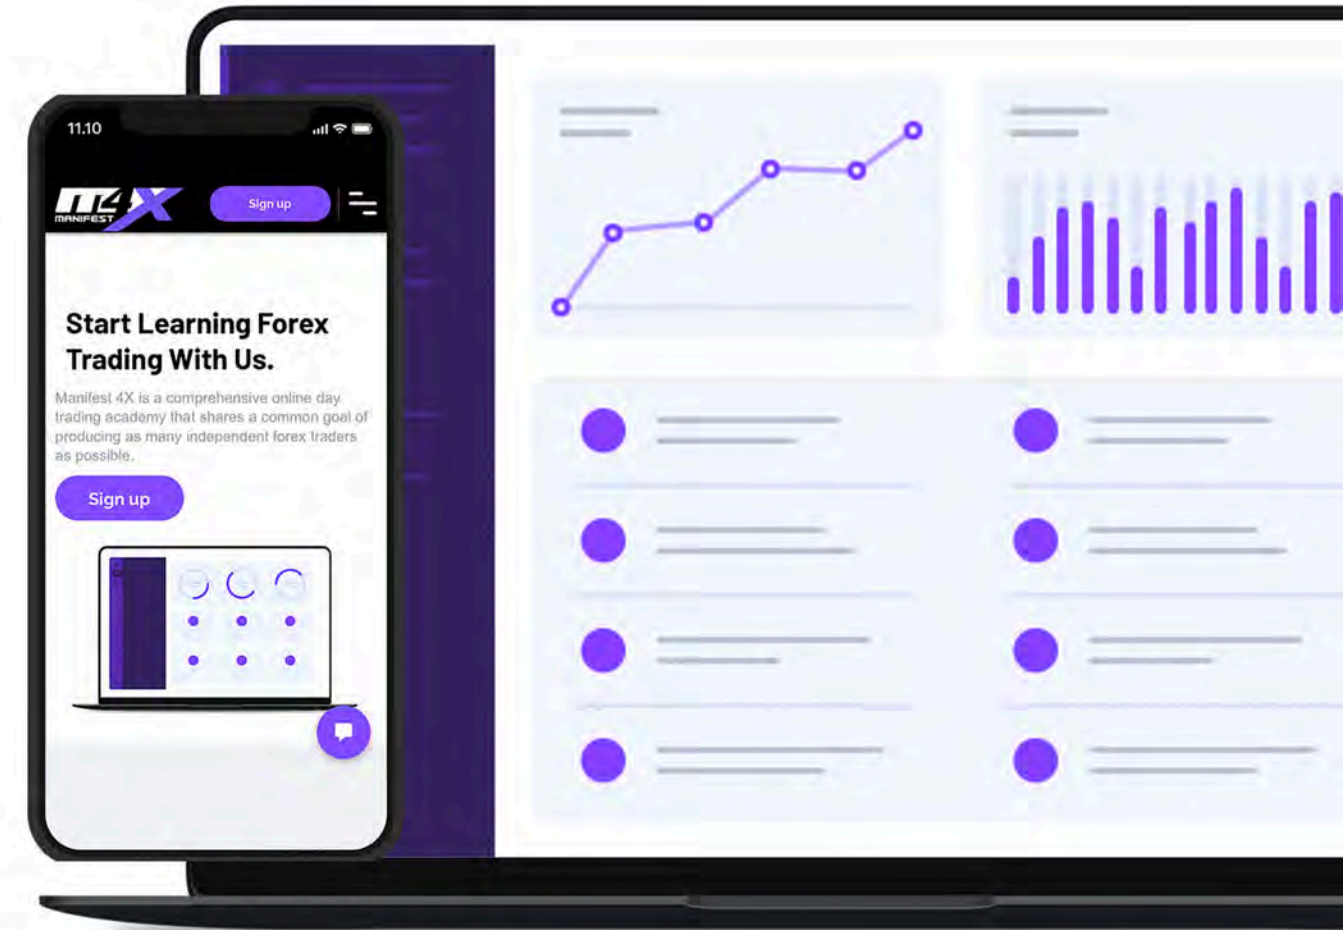 11.10
M4X
MANIFEST
Sign up
Start Learning Forex
Trading With Us.
Manifest 4X is a comprehensive online day
trading academy that shares a common goal of
producing as many independent forex traders
as possible.
Sign up